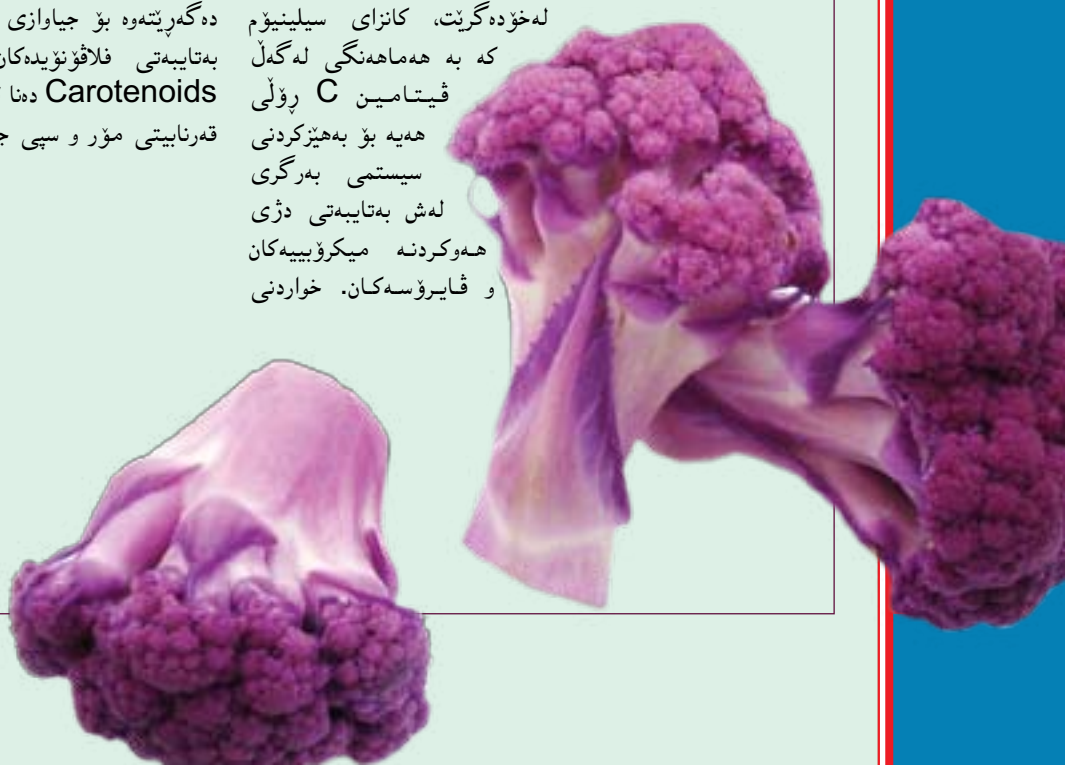 لەخۆدەگرێت، کانزای سیلینیۆم
کە بە هەماهەنگی لەگەڵ
ڤیتامین C ڕۆڵی
هەیە بۆ بەهێزکردنی
سیستمی بەرگری
لەش بەتایبەتی دژی
هەوکردنە میکرۆبییەکان
و ڤایرۆسەکان. خواردنی
دەگەڕێتەوە بۆ جیاوازی
بەتایبەتی فلاڤۆنۆیدەکان
Carotenoids دەنا
قەرنابیتی مۆر و سپی